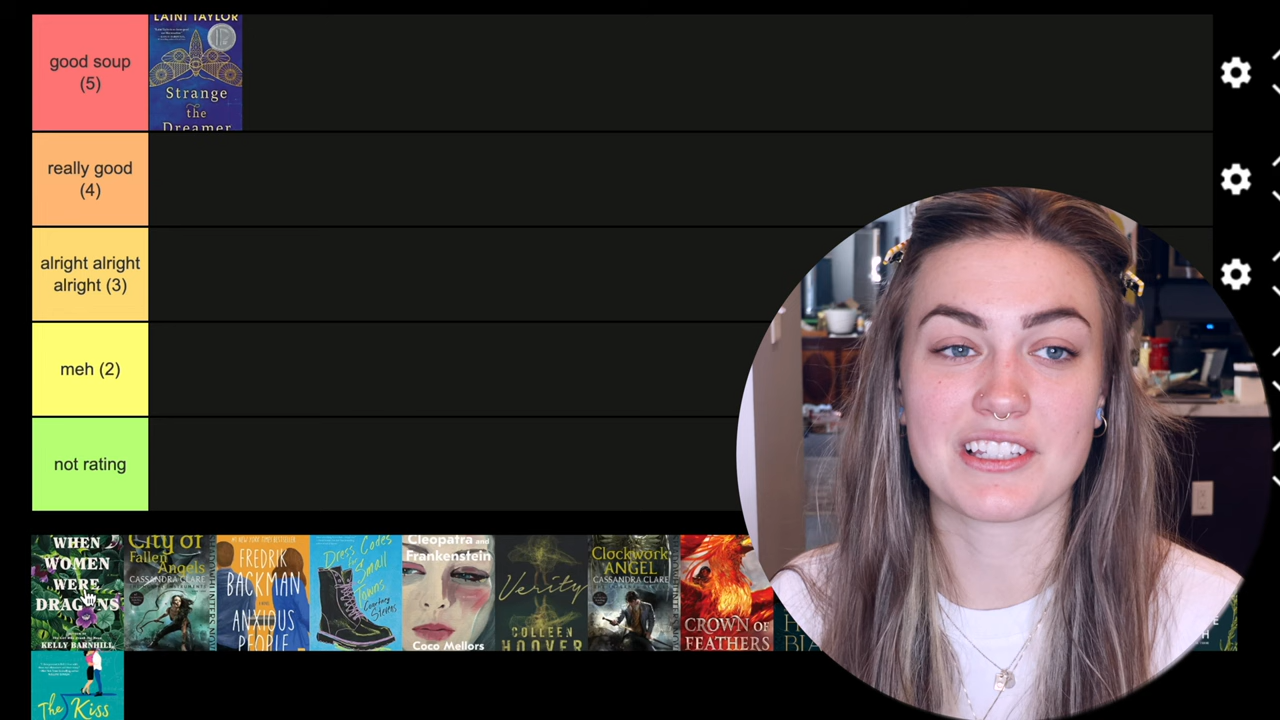 good soup
(5)
LAINI TAYLOR
Strange
the
Dreamer
really good
(4)
alright alright
alright (3)
meh (2)
not rating
WHEN
WOMEN
WERE
DRAGONS
KELLY BARNHILL
City of
Fallen
Angels
CASSANDRA CLARE
FREDRIK
BACKMAN
ANXIOUS
PEOPLE
Dress Codes
for
Small
Towns
Courtney
Stevens
Cleopatra and
Frankenstein
Coco Mellors
Verity
COLLEEN
HOOVER
Clockwork
ANGEL
CASSANDRA CLARE
CROWN OF
FEATHERS
The Kiss